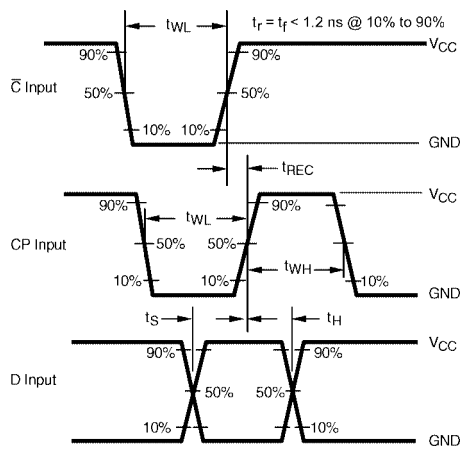 tWL
tr = tf < 1.2 ns @ 10% to 90%
VCC
90%
90%
C̅ Input
50%
50%
10%
10%
GND
tREC
VCC
tWL
90%
90%
CP Input
50%
50%
tWH
10%
10%
10%
GND
tS
tH
VCC
90%
90%
D Input
50%
50%
10%
10%
GND